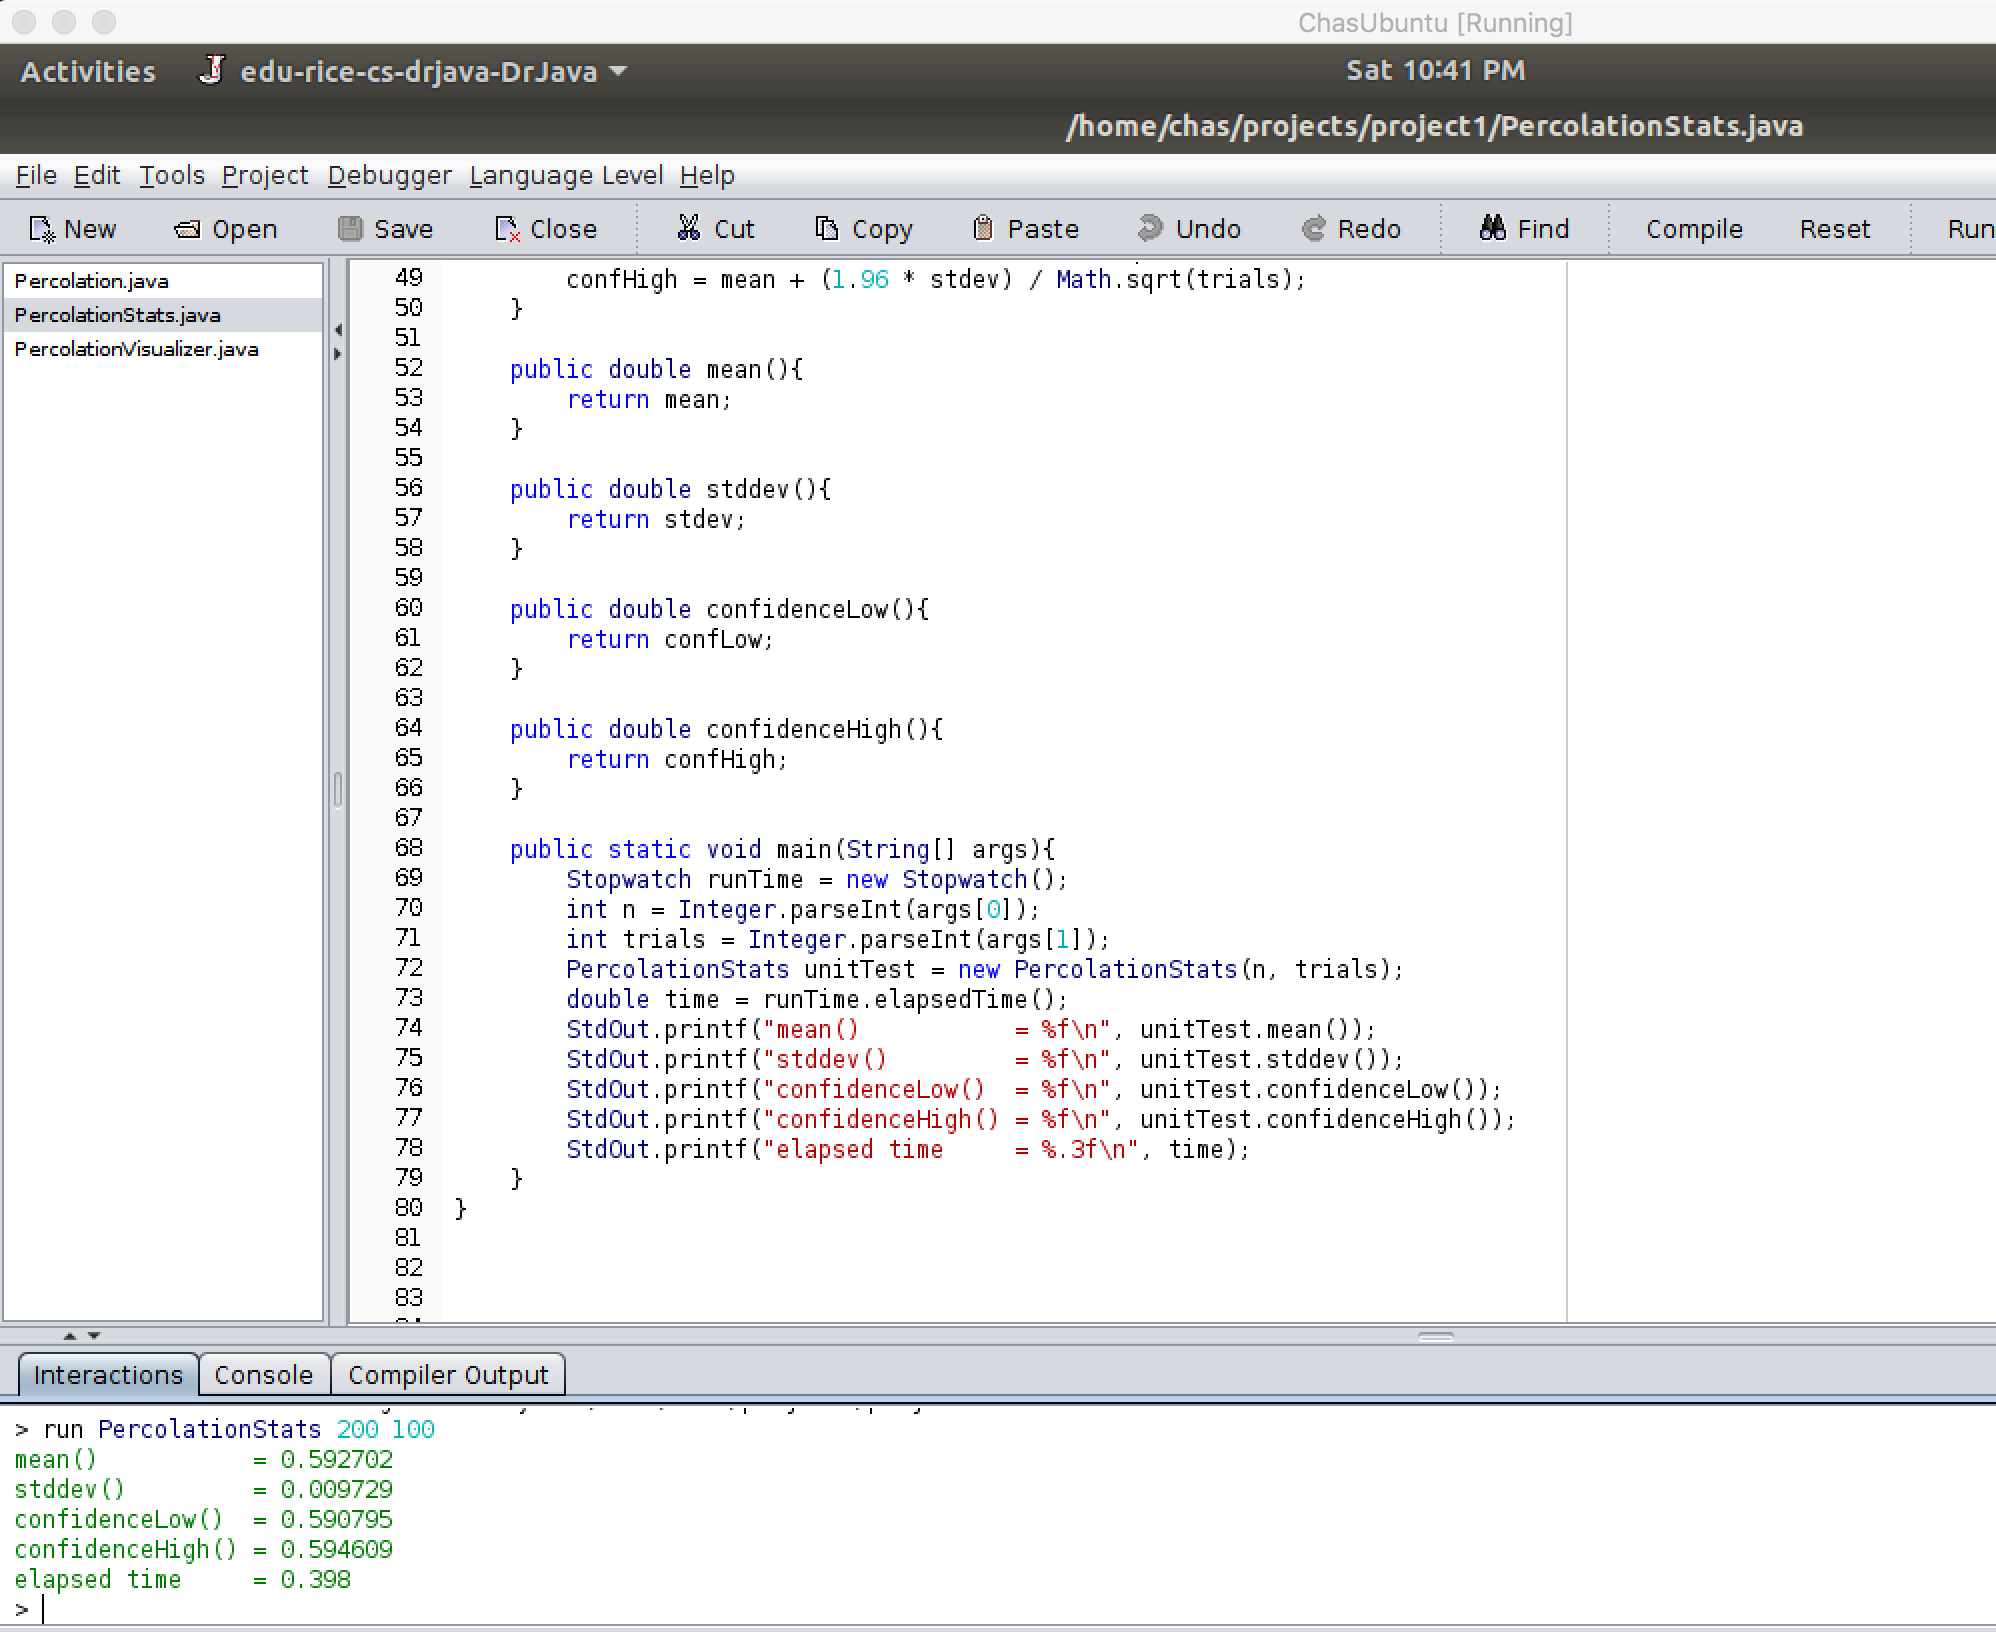 ChasUbuntu [Running]
Activities edu-rice-cs-drjava-DrJava Sat 10:41 PM
/home/chas/projects/project1/PercolationStats.java
File Edit Tools Project Debugger Language Level Help
New Open Save Close Cut Copy Paste Undo Redo Find Compile Reset Run
Percolation.java
PercolationStats.java
PercolationVisualizer.java
49         confHigh = mean + (1.96 * stdev) / Math.sqrt(trials);
50     }
51
52     public double mean(){
53         return mean;
54     }
55
56     public double stddev(){
57         return stdev;
58     }
59
60     public double confidenceLow(){
61         return confLow;
62     }
63
64     public double confidenceHigh(){
65         return confHigh;
66     }
67
68     public static void main(String[] args){
69         Stopwatch runTime = new Stopwatch();
70         int n = Integer.parseInt(args[0]);
71         int trials = Integer.parseInt(args[1]);
72         PercolationStats unitTest = new PercolationStats(n, trials);
73         double time = runTime.elapsedTime();
74         StdOut.printf("mean()           = %f\n", unitTest.mean());
75         StdOut.printf("stddev()         = %f\n", unitTest.stddev());
76         StdOut.printf("confidenceLow()  = %f\n", unitTest.confidenceLow());
77         StdOut.printf("confidenceHigh() = %f\n", unitTest.confidenceHigh());
78         StdOut.printf("elapsed time     = %.3f\n", time);
79     }
80 }
81
82
83
Interactions Console Compiler Output
> run PercolationStats 200 100
mean()           = 0.592702
stddev()         = 0.009729
confidenceLow()  = 0.590795
confidenceHigh() = 0.594609
elapsed time     = 0.398
>